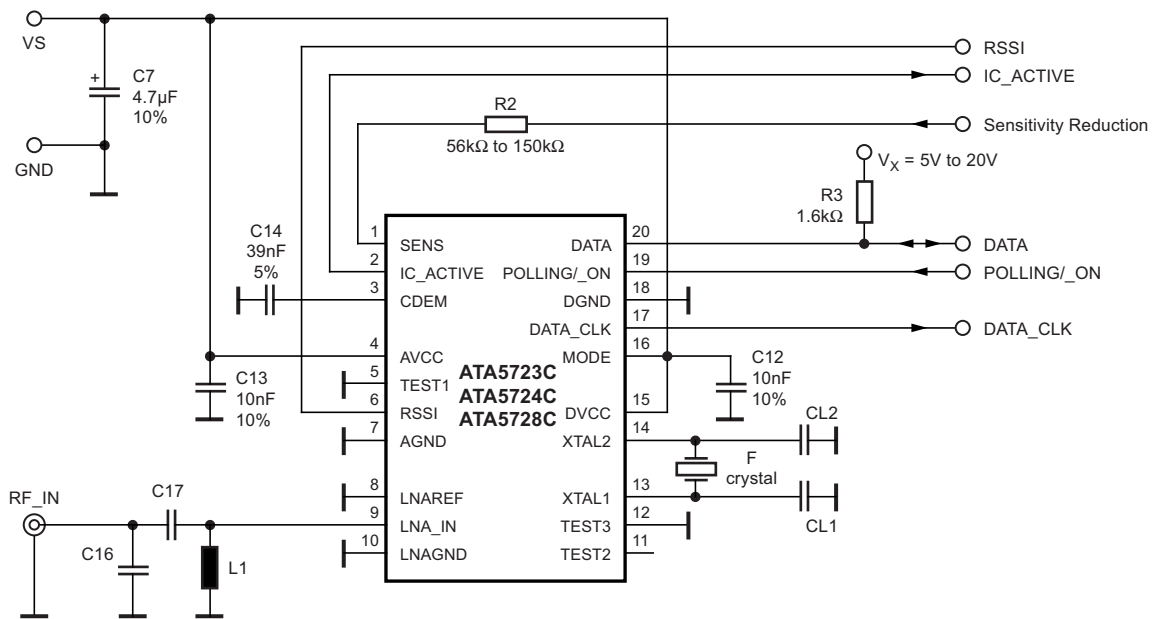 VS
+
C7
4.7µF
10%
GND
RSSI
IC_ACTIVE
R2
56kΩ to 150kΩ
Sensitivity Reduction
V_X = 5V to 20V
R3
1.6kΩ
C14
39nF
5%
1
SENS
2
IC_ACTIVE
3
CDEM
4
AVCC
5
TEST1
6
RSSI
7
AGND
8
LNAREF
9
LNA_IN
10
LNAGND
ATA5723C
ATA5724C
ATA5728C
20
DATA
19
POLLING/_ON
18
DGND
17
DATA_CLK
16
MODE
15
DVCC
14
XTAL2
13
XTAL1
12
TEST3
11
TEST2
DATA
POLLING/_ON
DATA_CLK
C13
10nF
10%
C12
10nF
10%
CL2
F
crystal
CL1
RF_IN
C17
C16
L1